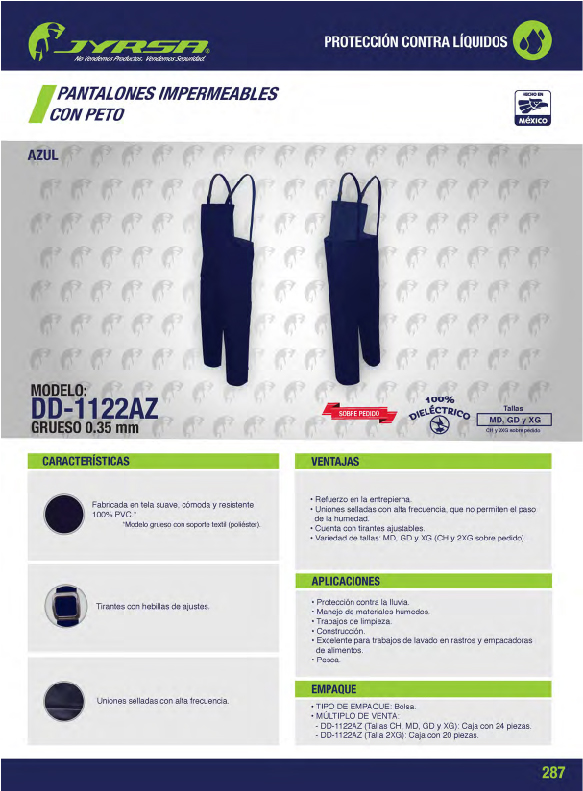 JYRSA®
No Vendemos Productos, Vendemos Seguridad.
PROTECCIÓN CONTRA LÍQUIDOS
PANTALONES IMPERMEABLES
CON PETO
HECHO EN
MÉXICO
AZUL
MODELO:
DD-1122AZ
GRUESO 0.35 mm
SOBRE PEDIDO
100%
DIELÉCTRICO
Tallas
MD, GD y XG
CH y 2XG sobre pedido
CARACTERÍSTICAS
Fabricada en tela suave, cómoda y resistente
100% PVC.*
*Modelo grueso con soporte textil (poliéster).
Tirantes con hebillas de ajustes.
Uniones selladas con alta frecuencia.
VENTAJAS
• Refuerzo en la entrepierna.
• Uniones selladas con alta frecuencia, que no permiten el paso
de la humedad.
• Cuenta con tirantes ajustables.
• Variedad de tallas: MD, GD y XG (CH y 2XG sobre pedido)
APLICACIONES
• Protección contra la lluvia.
• Manejo de materiales húmedos.
• Trabajos de limpieza.
• Construcción.
• Excelente para trabajos de lavado en rastros y empacadoras
de alimentos.
• Pesca.
EMPAQUE
• TIPO DE EMPAQUE: Bolsa.
• MÚLTIPLO DE VENTA:
- DD-1122AZ (Tallas CH, MD, GD y XG): Caja con 24 piezas.
- DD-1122AZ (Talla 2XG): Caja con 20 piezas.
287